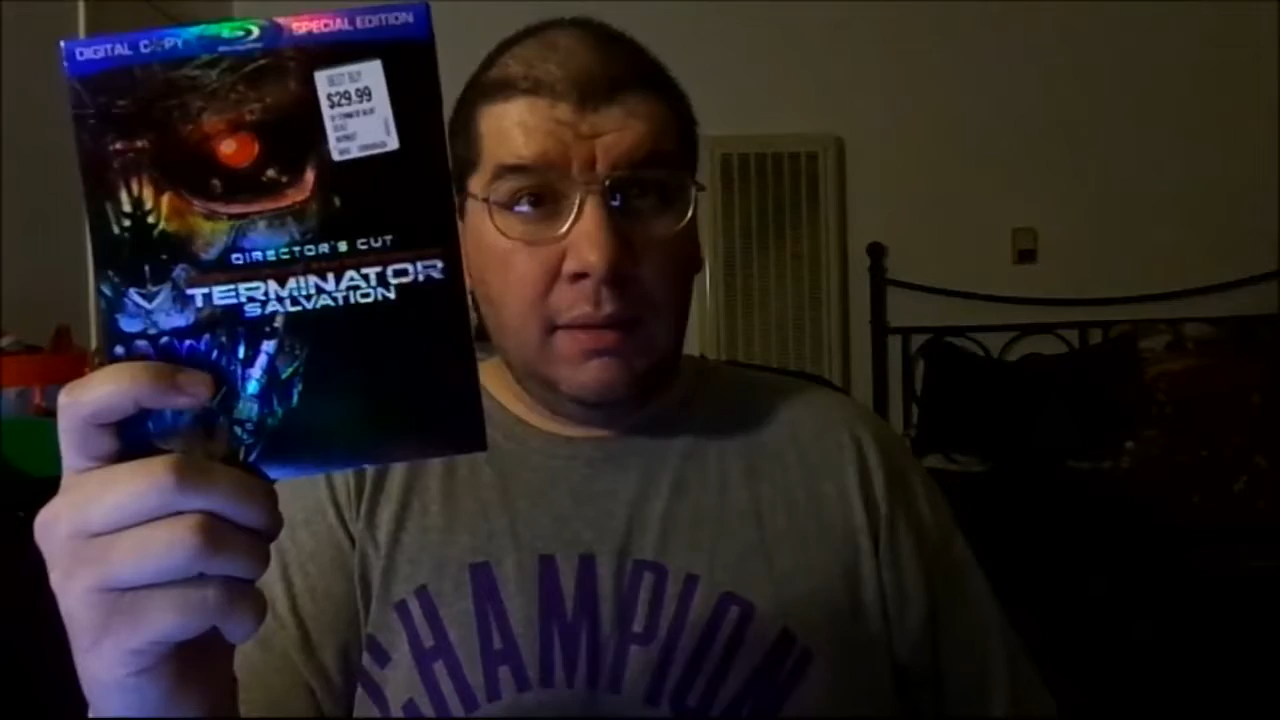 DIGITAL COPY
SPECIAL EDITION
BEST BUY
$29.99
DIRECTOR'S CUT
TERMINATOR
SALVATION
CHAMPION